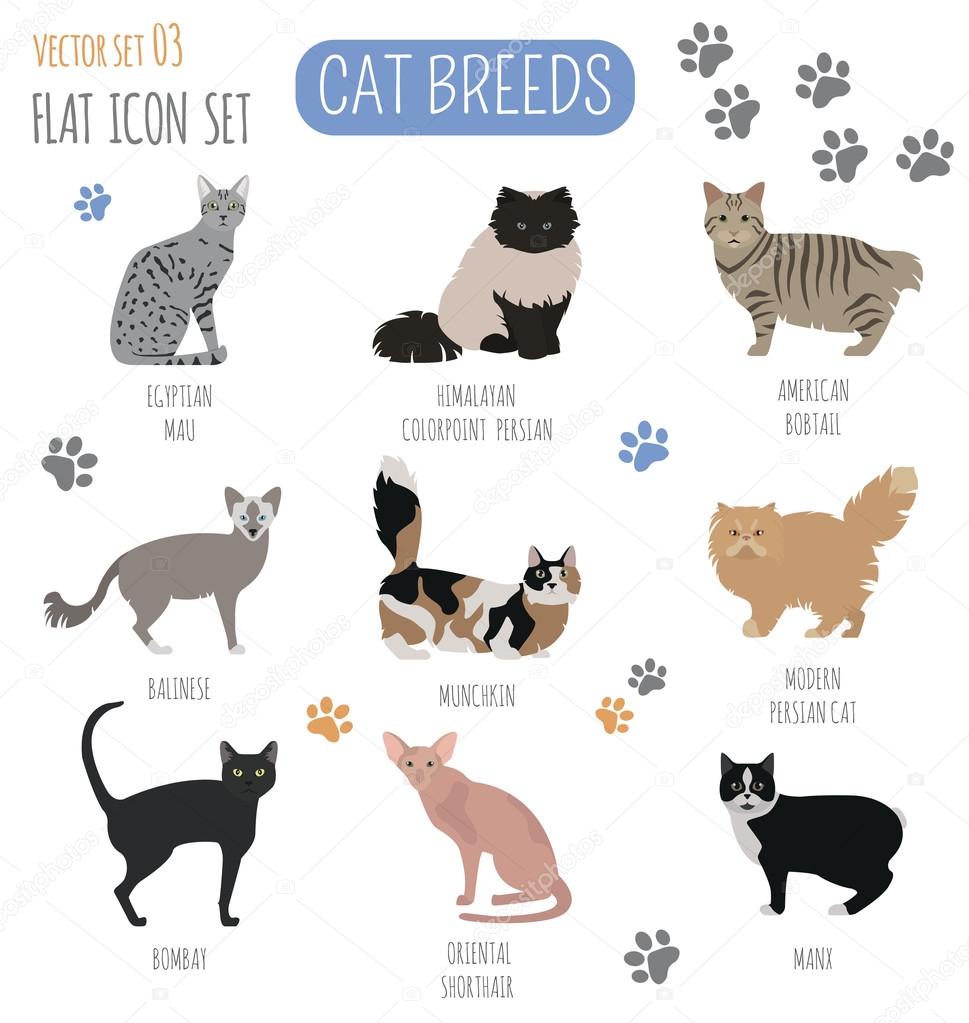 VECTOR SET 03
FLAT ICON SET
CAT BREEDS
EGYPTIAN
MAU
HIMALAYAN
COLORPOINT PERSIAN
AMERICAN
BOBTAIL
BALINESE
MUNCHKIN
MODERN
PERSIAN CAT
BOMBAY
ORIENTAL
SHORTHAIR
MANX
depositphotos